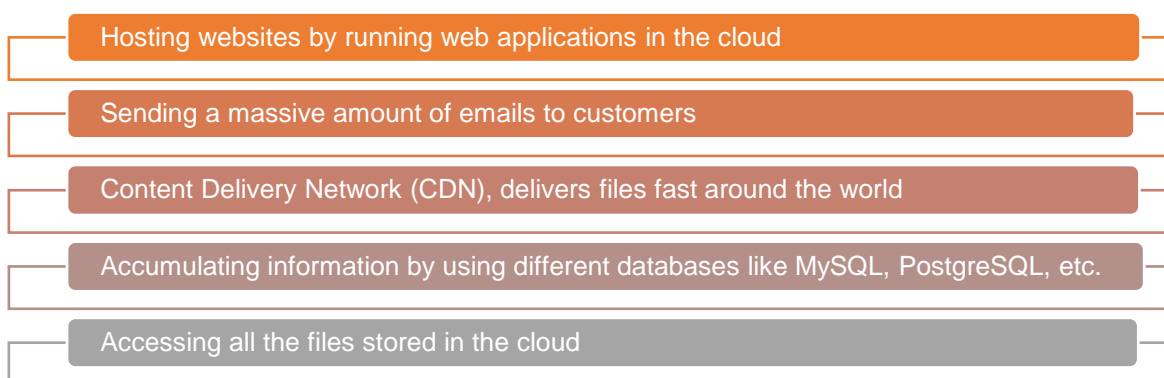 Hosting websites by running web applications in the cloud
Sending a massive amount of emails to customers
Content Delivery Network (CDN), delivers files fast around the world
Accumulating information by using different databases like MySQL, PostgreSQL, etc.
Accessing all the files stored in the cloud